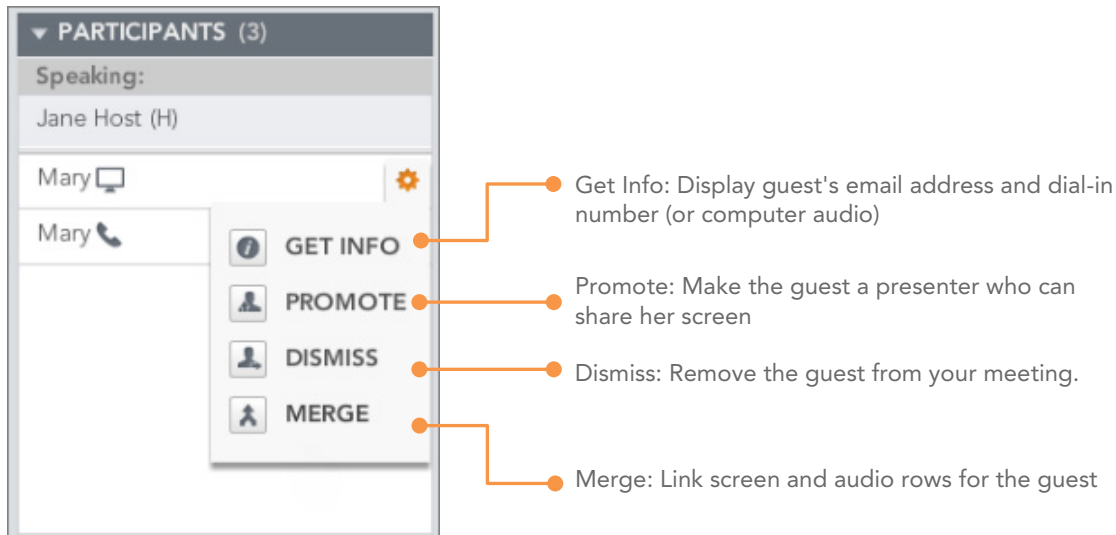 PARTICIPANTS (3)
Speaking:
Jane Host (H)
Mary
Mary
GET INFO
PROMOTE
DISMISS
MERGE
Get Info: Display guest's email address and dial-in
number (or computer audio)
Promote: Make the guest a presenter who can
share her screen
Dismiss: Remove the guest from your meeting.
Merge: Link screen and audio rows for the guest